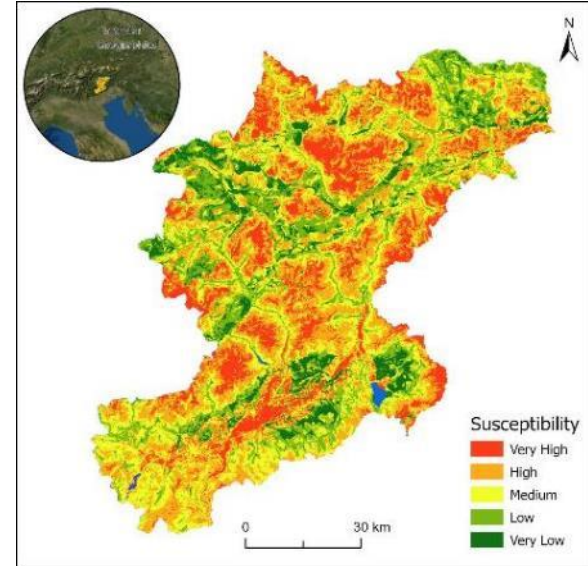 N
Susceptibility
Very High
High
Medium
Low
Very Low
0 30 km